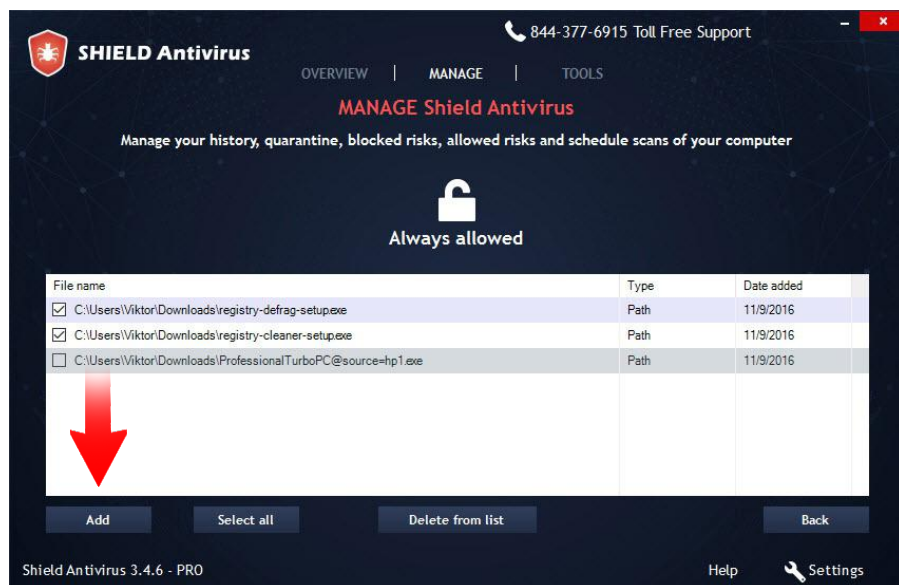 844-377-6915 Toll Free Support
SHIELD Antivirus
OVERVIEW | MANAGE | TOOLS
MANAGE Shield Antivirus
Manage your history, quarantine, blocked risks, allowed risks and schedule scans of your computer
Always allowed
File name Type Date added
C:\Users\Viktor\Downloads\registry-defrag-setup.exe Path 11/9/2016
C:\Users\Viktor\Downloads\registry-cleaner-setup.exe Path 11/9/2016
C:\Users\Viktor\Downloads\ProfessionalTurboPC@source=hp1.exe Path 11/9/2016
Add Select all Delete from list Back
Shield Antivirus 3.4.6 - PRO Help Settings